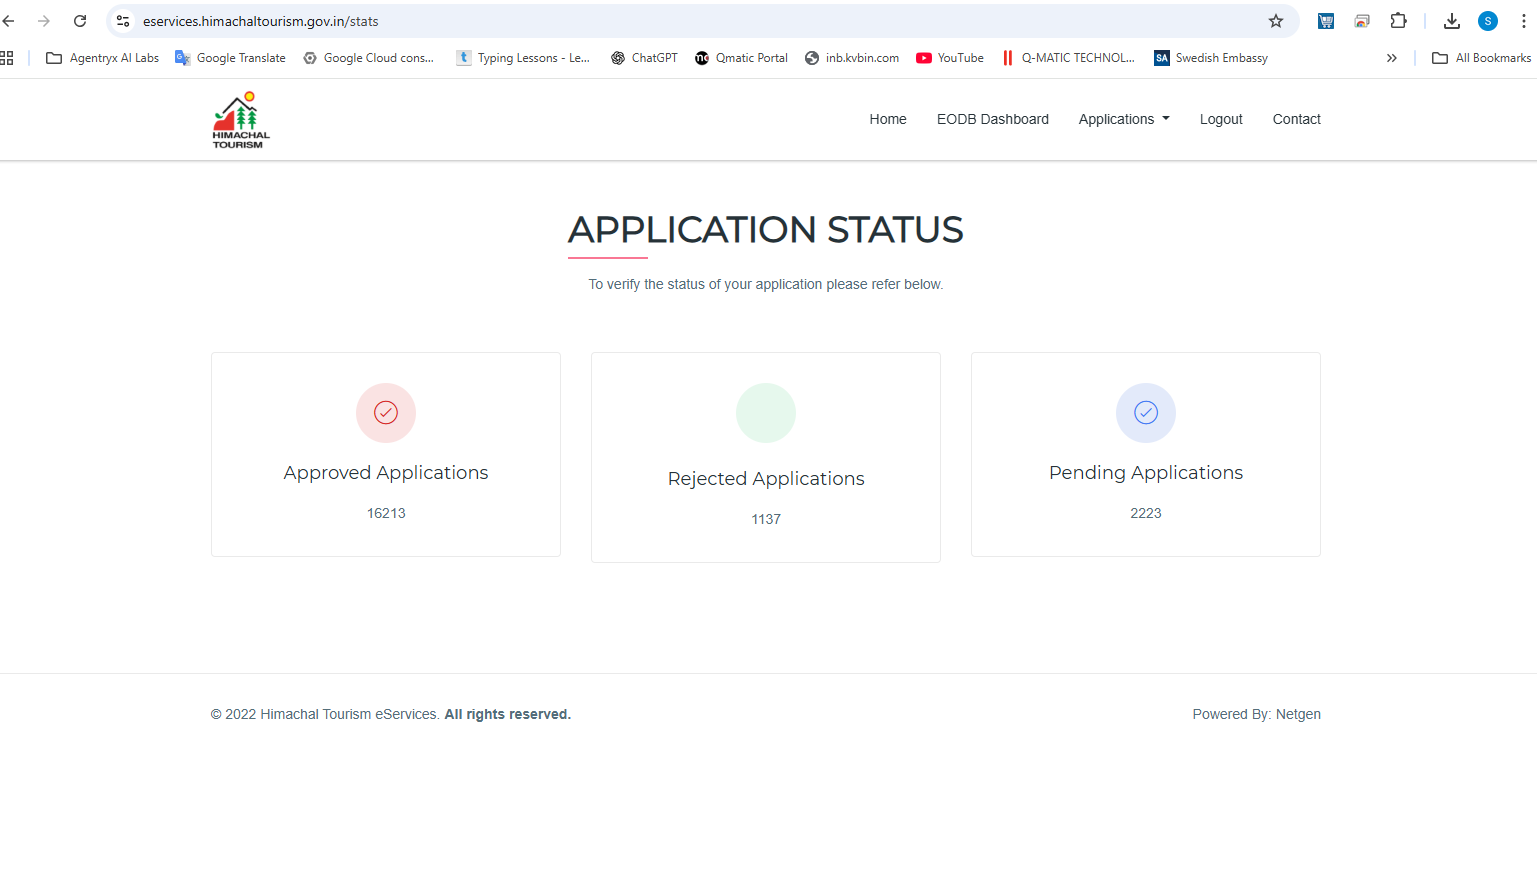 eservices.himachaltourism.gov.in/stats
S
Agentryx AI Labs
Google Translate
Google Cloud cons...
Typing Lessons - Le...
ChatGPT
Qmatic Portal
inb.kvbin.com
YouTube
Q-MATIC TECHNOL...
SA Swedish Embassy
All Bookmarks
HIMACHAL
TOURISM
Home
EODB Dashboard
Applications
Logout
Contact
APPLICATION STATUS
To verify the status of your application please refer below.
Approved Applications
16213
Rejected Applications
1137
Pending Applications
2223
© 2022 Himachal Tourism eServices. All rights reserved.
Powered By: Netgen